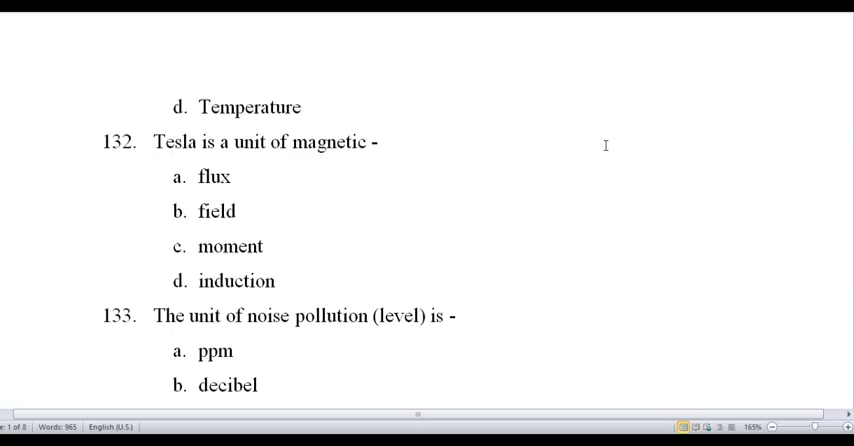 d. Temperature
132. Tesla is a unit of magnetic -
a. flux
b. field
c. moment
d. induction
133. The unit of noise pollution (level) is -
a. ppm
b. decibel
e: 1 of 8 Words: 965 English (U.S.) 165%